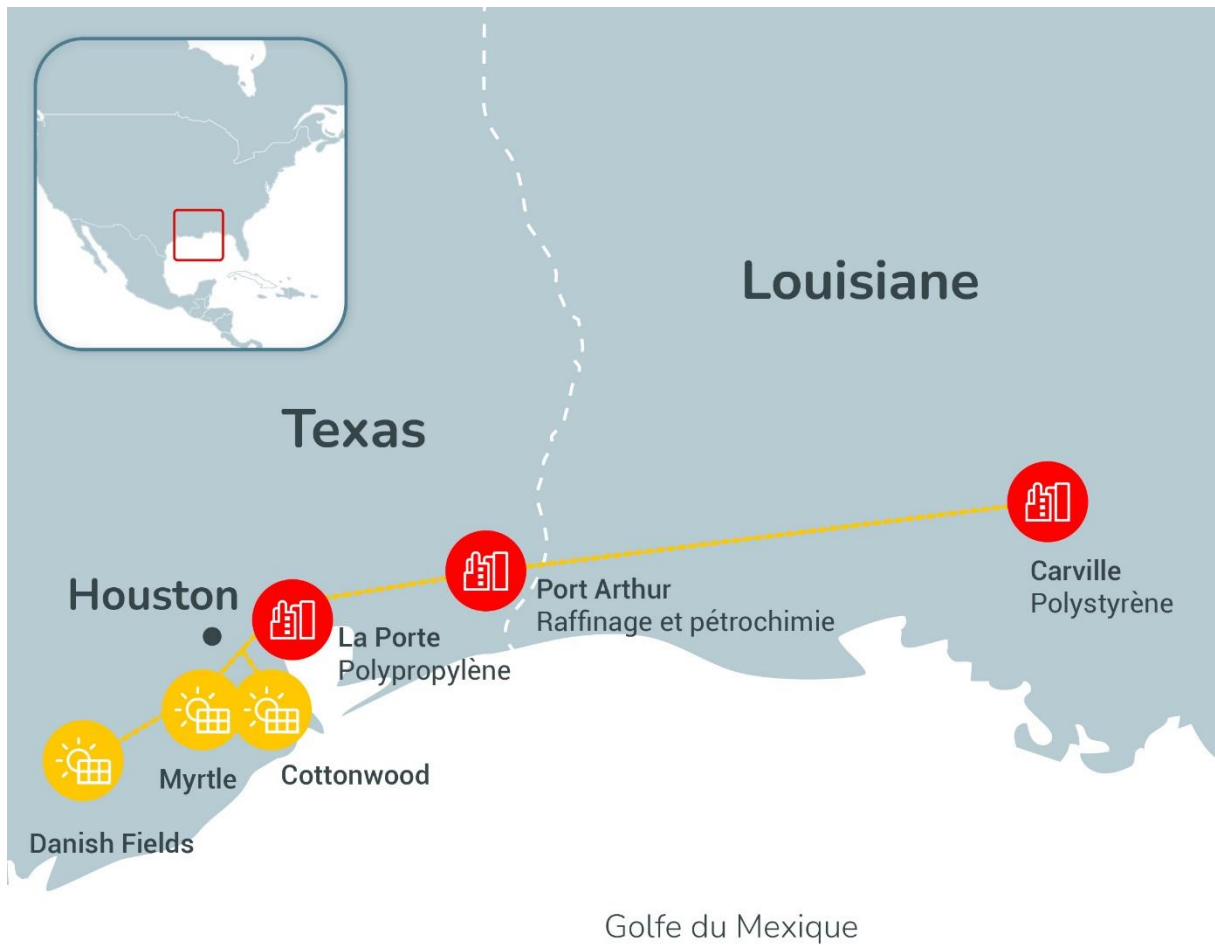 Louisiane
Texas
Houston
La Porte
Polypropylène
Port Arthur
Raffinage et pétrochimie
Carville
Polystyrène
Myrtle
Cottonwood
Danish Fields
Golfe du Mexique